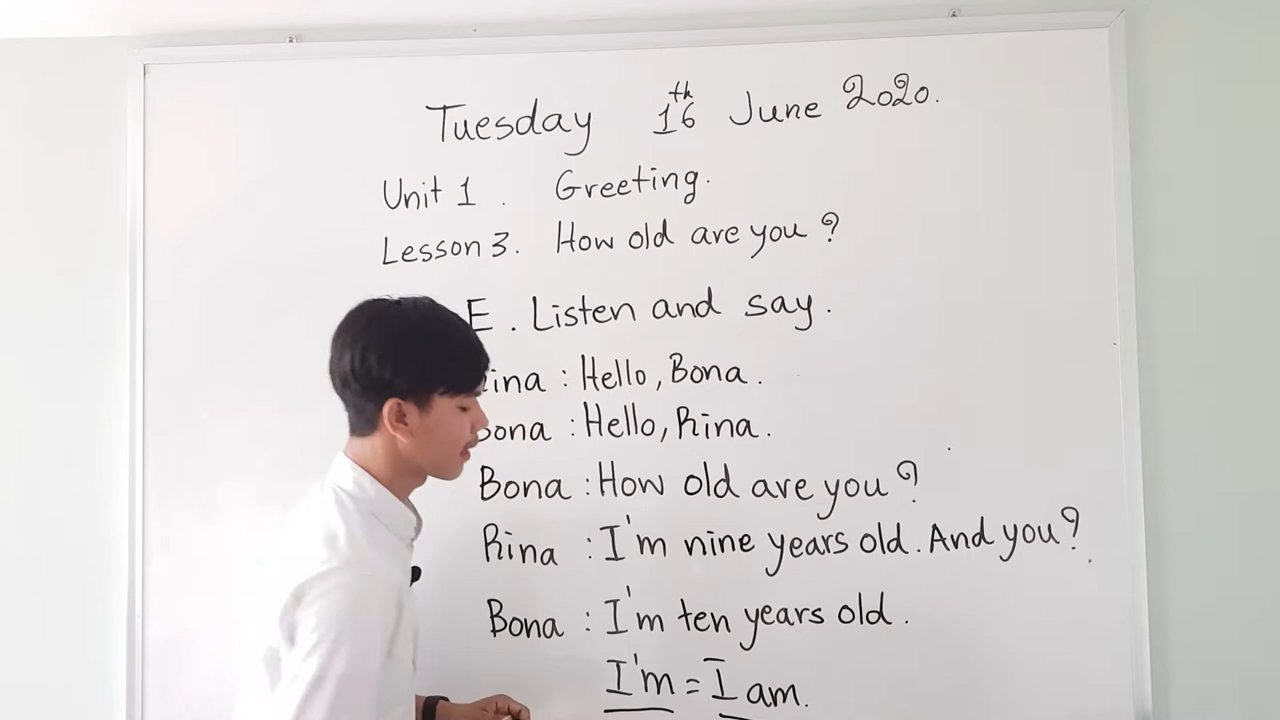 Tuesday 16th June 2020.
Unit 1. Greeting.
Lesson 3. How old are you?
E. Listen and say.
ina : Hello, Bona.
ona : Hello, Rina.
Bona : How old are you?
Rina : I'm nine years old. And you?
Bona : I'm ten years old.
I'm = I am.